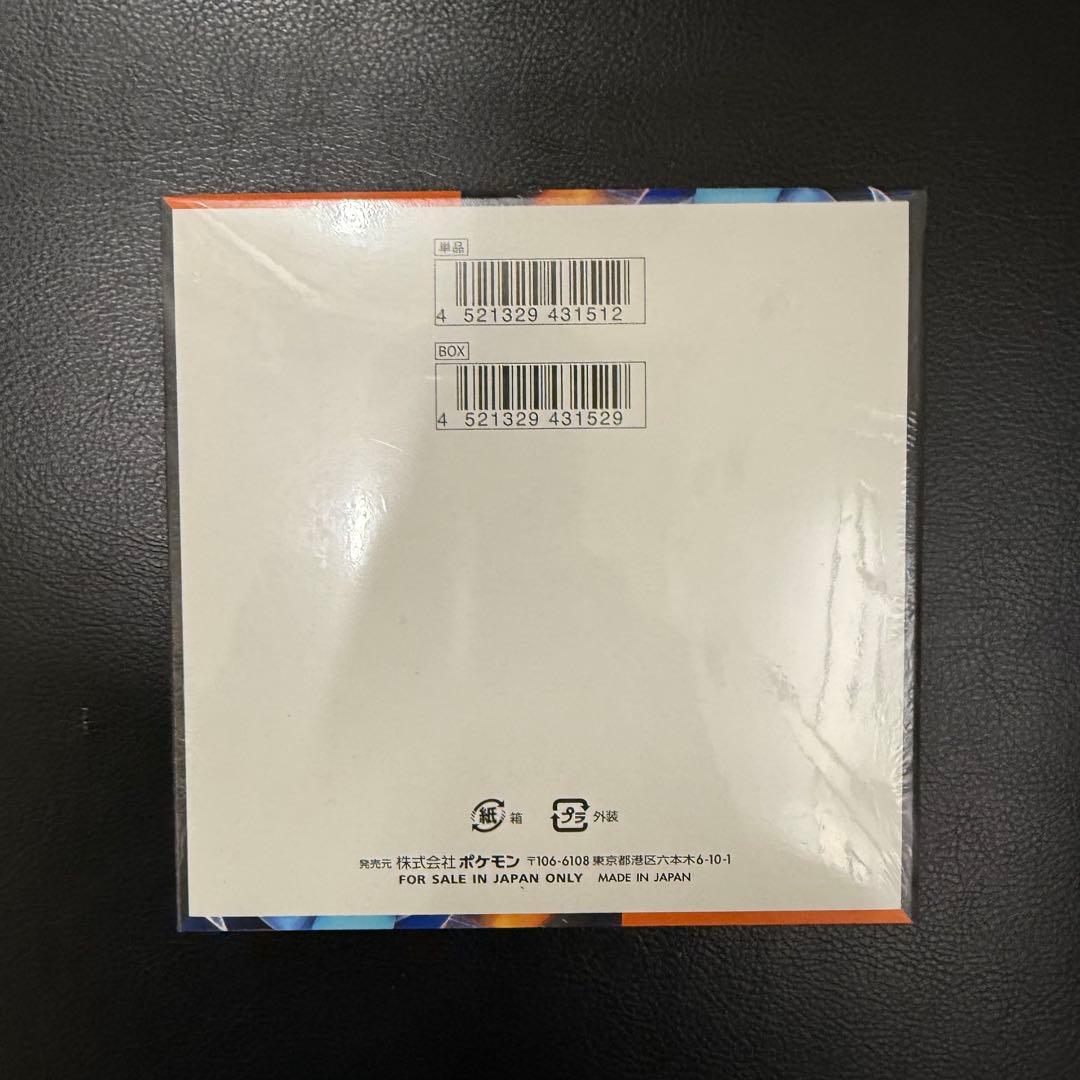 単品
4 521329 431512
BOX
4 521329 431529
紙 箱 プラ 外装
発売元 株式会社 ポケモン 〒106-6108 東京都港区六本木6-10-1
FOR SALE IN JAPAN ONLY MADE IN JAPAN